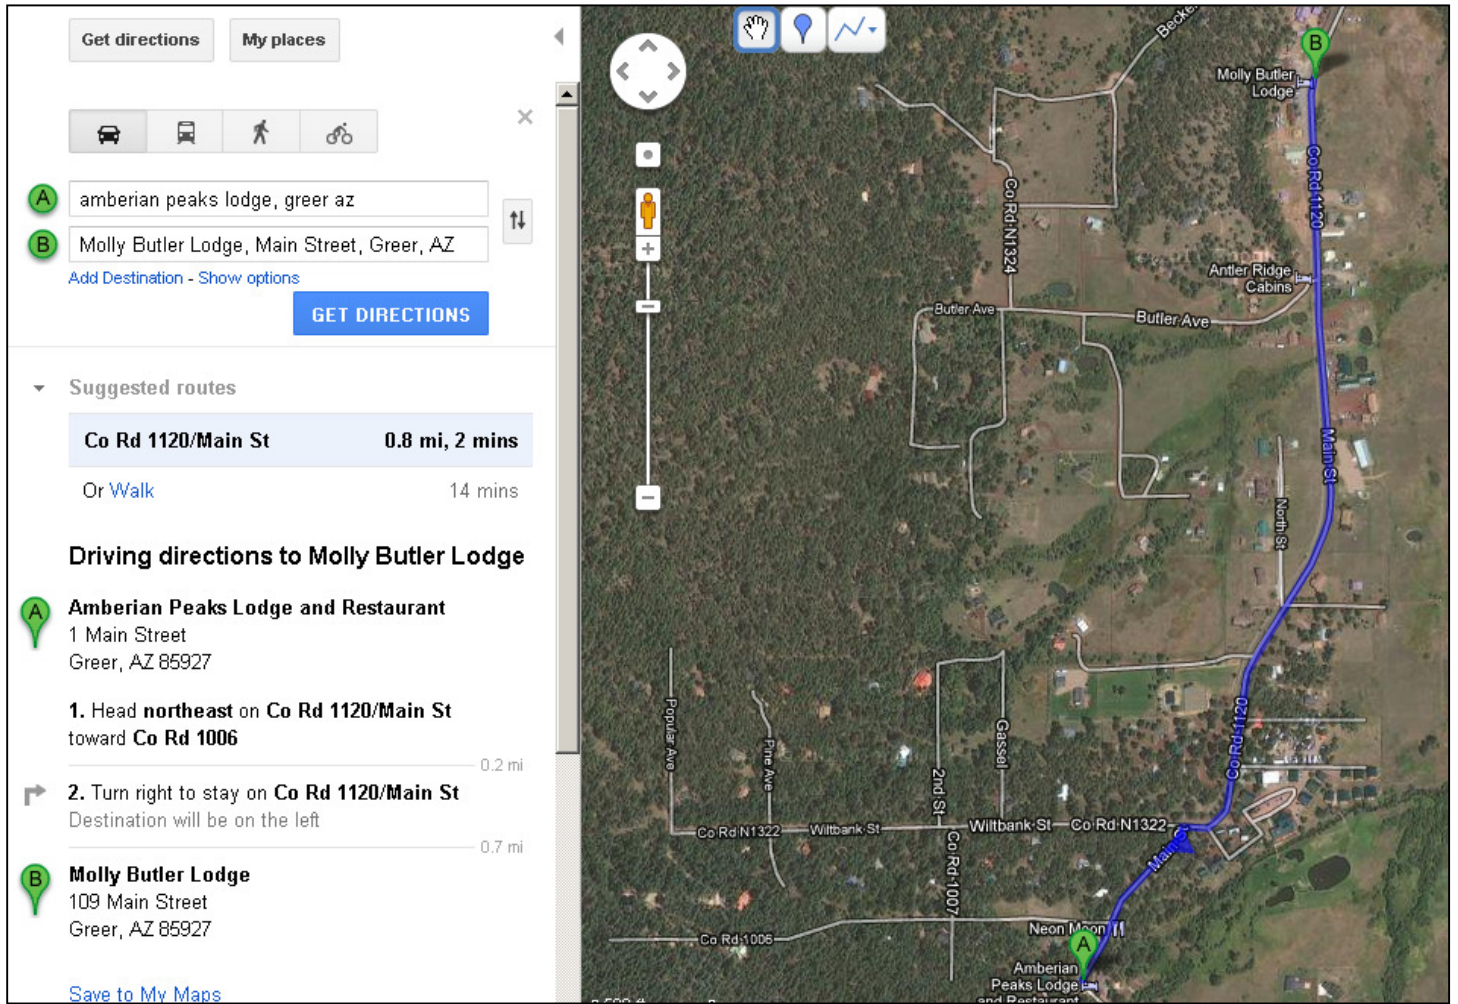 Get directions
My places
A
amberian peaks lodge, greer az
B
Molly Butler Lodge, Main Street, Greer, AZ
Add Destination - Show options
GET DIRECTIONS
Suggested routes
Co Rd 1120/Main St 0.8 mi, 2 mins
Or Walk 14 mins
Driving directions to Molly Butler Lodge
A
Amberian Peaks Lodge and Restaurant
1 Main Street
Greer, AZ 85927
1. Head northeast on Co Rd 1120/Main St
toward Co Rd 1006
0.2 mi
2. Turn right to stay on Co Rd 1120/Main St
Destination will be on the left
0.7 mi
B
Molly Butler Lodge
109 Main Street
Greer, AZ 85927
Save to My Maps
B
Molly Butler
Lodge
Co Rd 1120
Co Rd N1324
Antler Ridge
Cabins
Butler Ave
Butler Ave
Main St
North St
Popular Ave
Pine Ave
2nd St
Gassel
Co Rd 1120
Co Rd N1322
Wiltbank St
Wiltbank St
Co Rd N1322
Main St
Co Rd 1007
Co Rd 1006
Neon Moon
A
Amberian
Peaks Lodge
and Restaurant